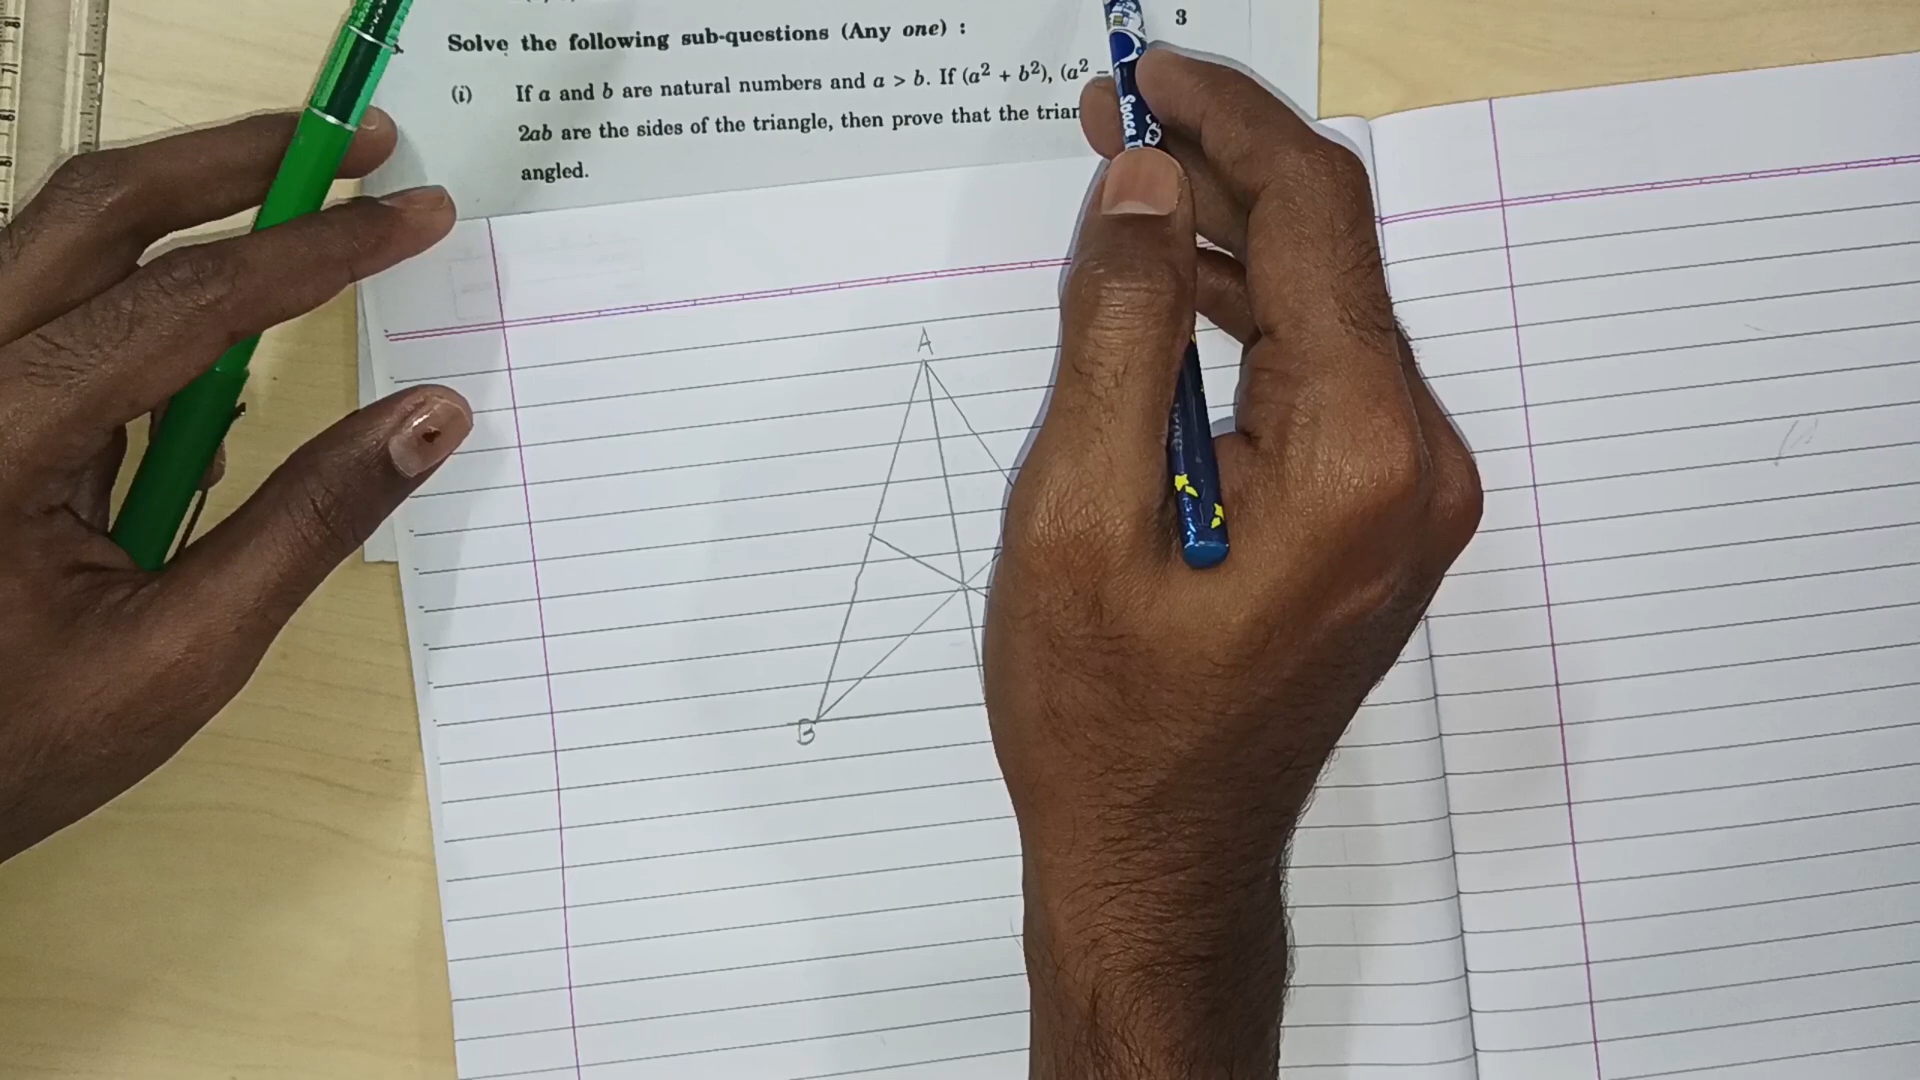 3
Solve the following sub-questions (Any one) :
(i) If a and b are natural numbers and a > b. If (a² + b²), (a² –
2ab are the sides of the triangle, then prove that the trian
angled.
Space
A
B